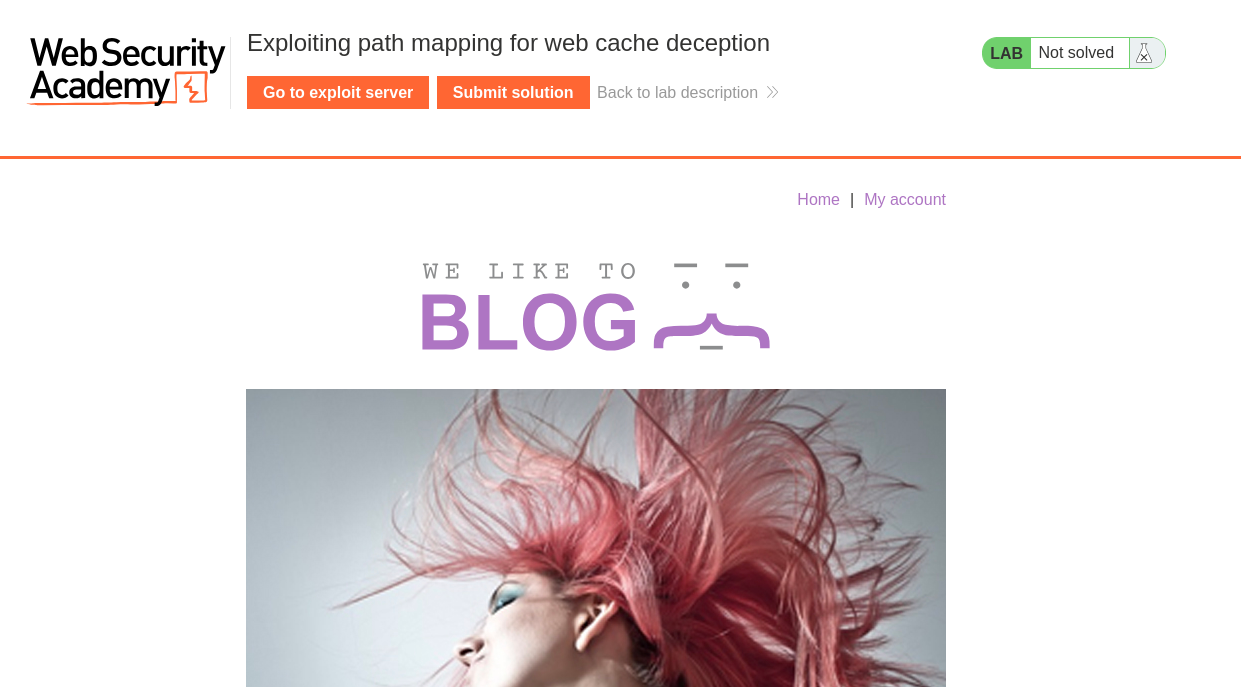 Web Security
Academy
Exploiting path mapping for web cache deception
Go to exploit server
Submit solution
Back to lab description
LAB
Not solved
Home | My account
WE LIKE TO
BLOG